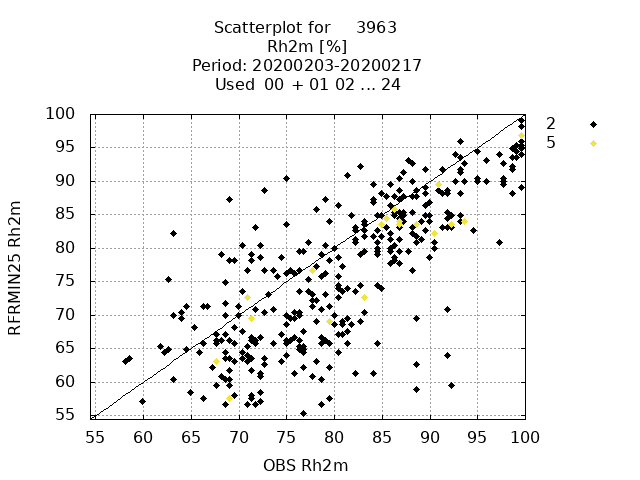 Scatterplot for 3963
Rh2m [%]
Period: 20200203-20200217
Used 00 + 01 02 ... 24
2
5
RFRMIN25 Rh2m
100
95
90
85
80
75
70
65
60
55
55 60 65 70 75 80 85 90 95 100
OBS Rh2m